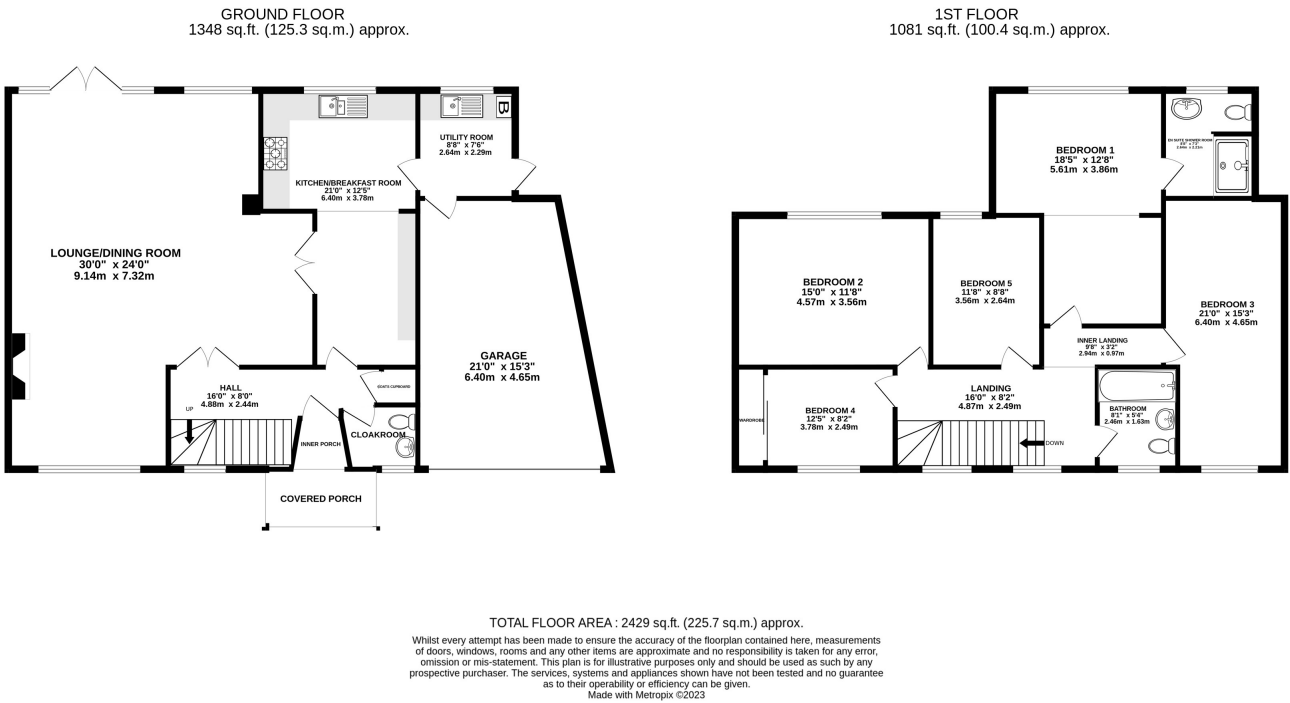 GROUND FLOOR
1348 sq.ft. (125.3 sq.m.) approx.
LOUNGE/DINING ROOM
30'0" x 24'0"
9.14m x 7.32m
KITCHEN/BREAKFAST ROOM
21'0" x 12'5"
6.40m x 3.78m
UTILITY ROOM
8'8" x 7'6"
2.64m x 2.29m
B
GARAGE
21'0" x 15'3"
6.40m x 4.65m
HALL
16'0" x 8'0"
4.88m x 2.44m
UP
COATS CUPBOARD
CLOAKROOM
INNER PORCH
COVERED PORCH
1ST FLOOR
1081 sq.ft. (100.4 sq.m.) approx.
BEDROOM 1
18'5" x 12'8"
5.61m x 3.86m
EN SUITE SHOWER ROOM
BEDROOM 2
15'0" x 11'8"
4.57m x 3.56m
BEDROOM 5
11'8" x 8'8"
3.56m x 2.64m
BEDROOM 3
21'0" x 15'3"
6.40m x 4.65m
INNER LANDING
9'8" x 3'2"
2.94m x 0.97m
LANDING
16'0" x 8'2"
4.87m x 2.49m
DOWN
BEDROOM 4
12'5" x 8'2"
3.78m x 2.49m
WARDROBE
BATHROOM
8'1" x 5'4"
2.46m x 1.63m
TOTAL FLOOR AREA : 2429 sq.ft. (225.7 sq.m.) approx.
Whilst every attempt has been made to ensure the accuracy of the floorplan contained here, measurements
of doors, windows, rooms and any other items are approximate and no responsibility is taken for any error,
omission or mis-statement. This plan is for illustrative purposes only and should be used as such by any
prospective purchaser. The services, systems and appliances shown have not been tested and no guarantee
as to their operability or efficiency can be given.
Made with Metropix ©2023